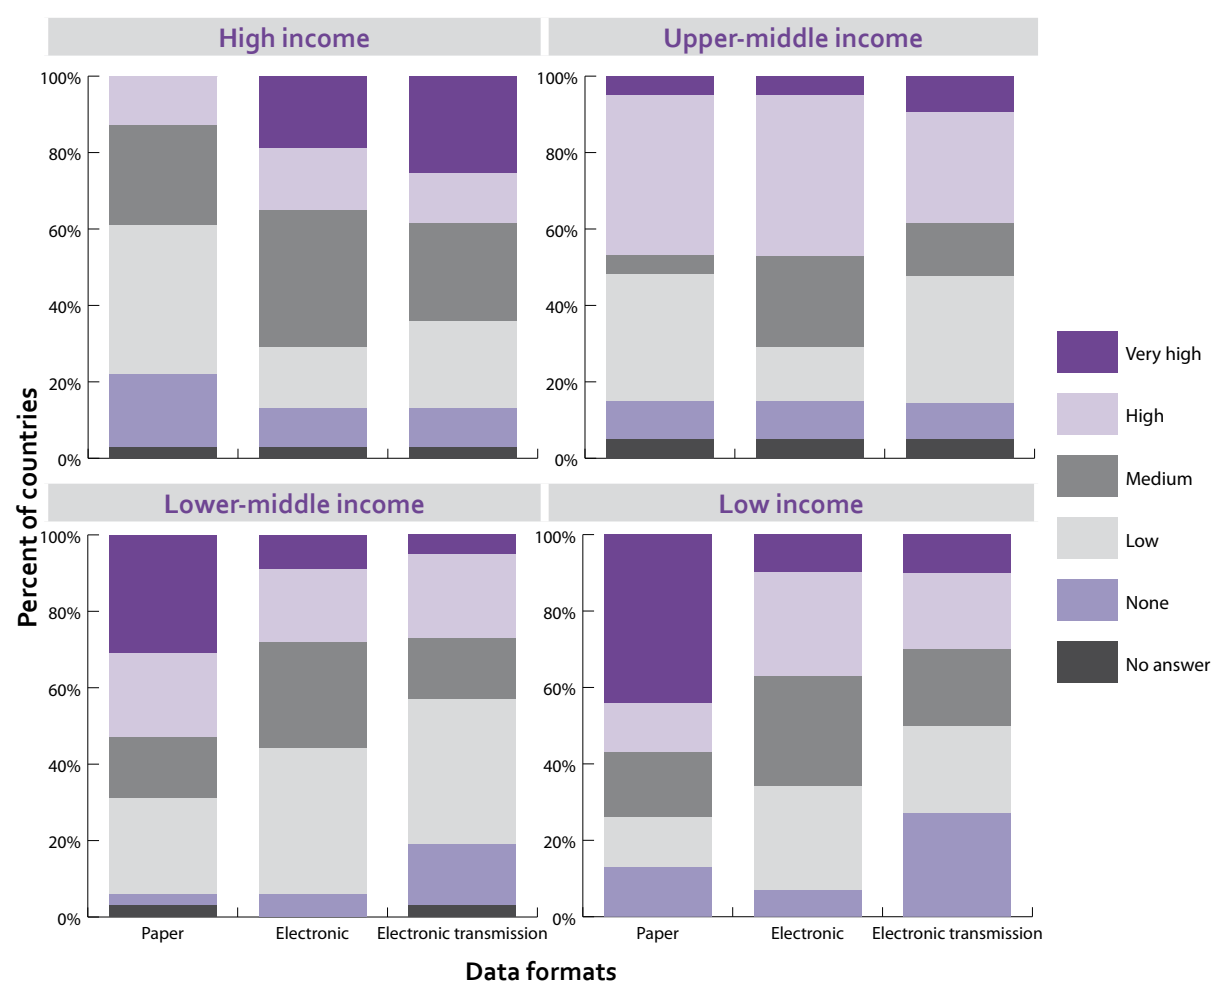 High income
Upper-middle income
100%
80%
60%
40%
20%
0%
100%
80%
60%
40%
20%
0%
Lower-middle income
Low income
100%
80%
60%
40%
20%
0%
100%
80%
60%
40%
20%
0%
Paper
Electronic
Electronic transmission
Paper
Electronic
Electronic transmission
Percent of countries
Data formats
Very high
High
Medium
Low
None
No answer